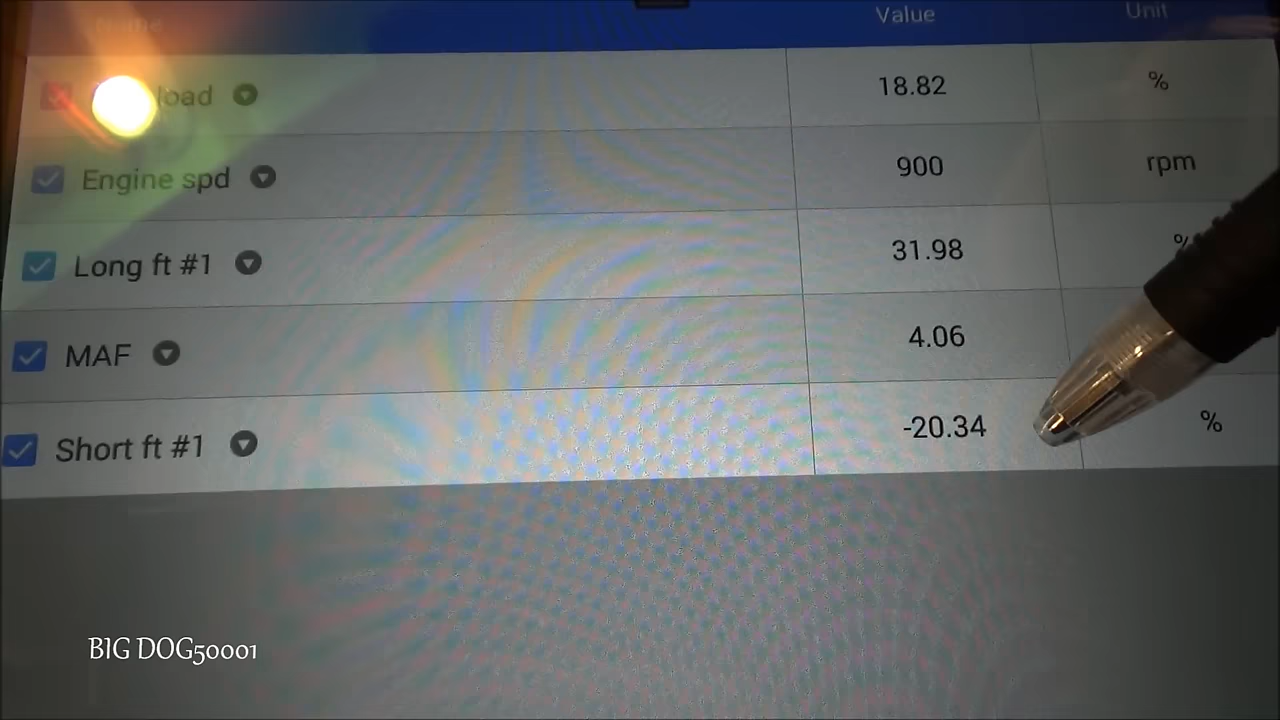 Name Value Unit
load 18.82 %
Engine spd 900 rpm
Long ft #1 31.98 %
MAF 4.06
Short ft #1 -20.34 %
BIG DOG50001